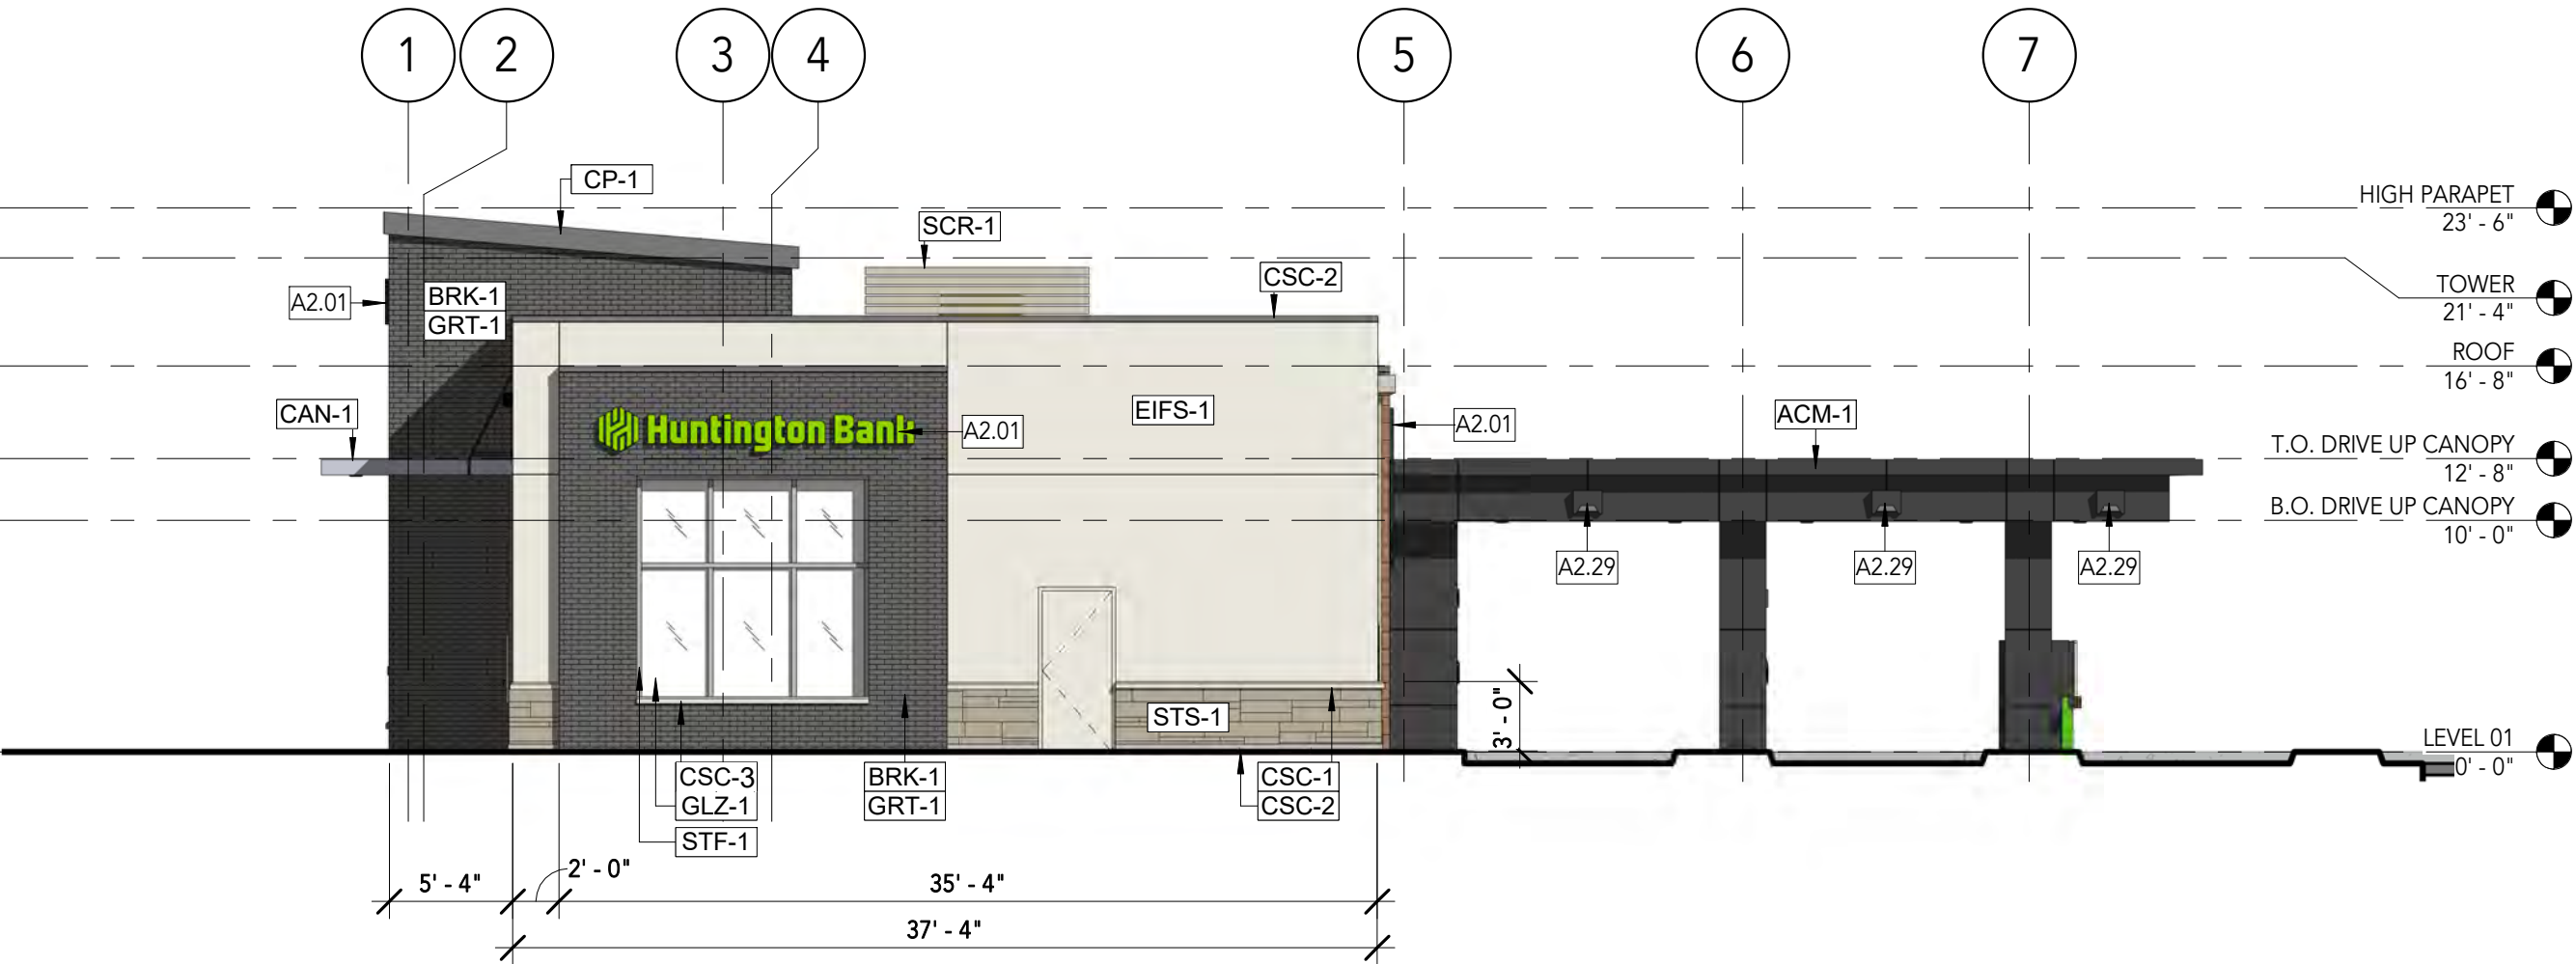 1
2
3
4
5
6
7
CP-1
HIGH PARAPET
23' - 6"
SCR-1
CSC-2
TOWER
21' - 4"
A2.01
BRK-1
GRT-1
ROOF
16' - 8"
CAN-1
Huntington Bank
A2.01
EIFS-1
A2.01
ACM-1
T.O. DRIVE UP CANOPY
12' - 8"
B.O. DRIVE UP CANOPY
10' - 0"
A2.29
A2.29
A2.29
STS-1
3' - 0"
LEVEL 01
0' - 0"
CSC-3
GLZ-1
STF-1
BRK-1
GRT-1
CSC-1
CSC-2
5' - 4"
2' - 0"
35' - 4"
37' - 4"